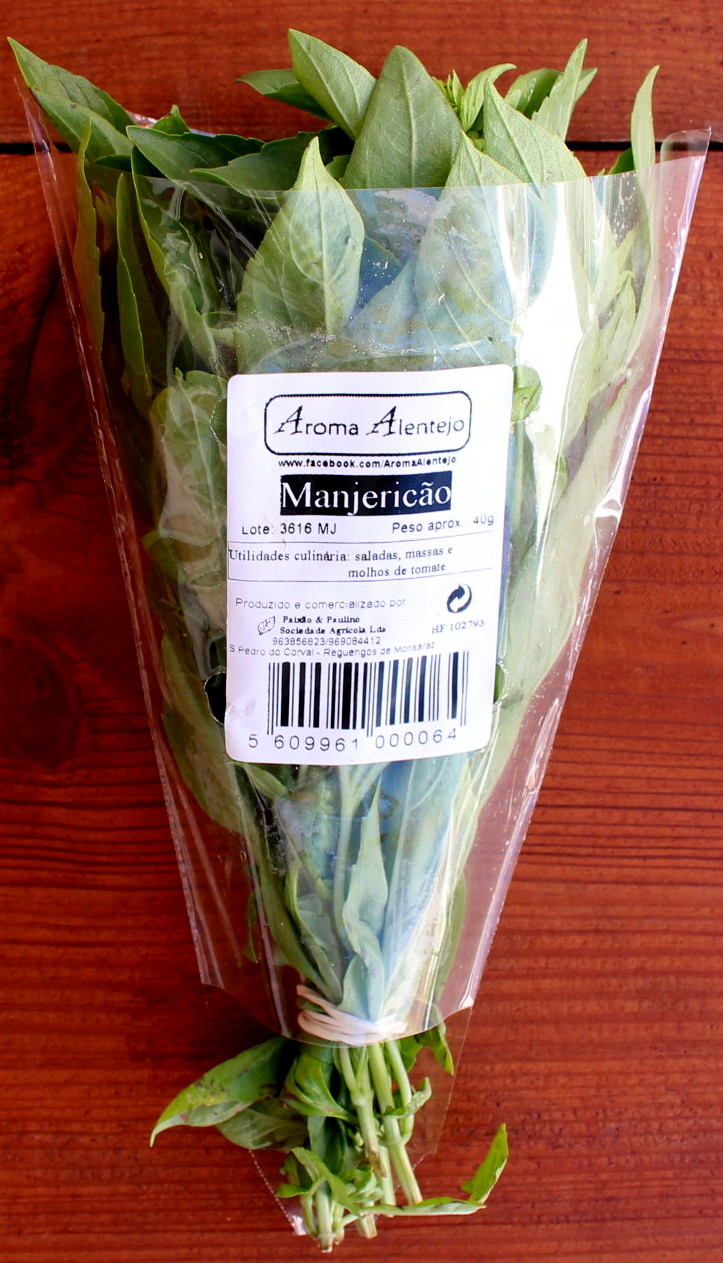 Aroma Alentejo
www.facebook.com/AromaAlentejo
Manjericão
Lote: 3616 MJ Peso aprox.. 40g
Utilidades culinária: saladas, massas e
molhos de tomate
Produzido e comercializado por
Paixão & Paulino
Sociedade Agrícola Lda HF 102793
963856823/969084412
S Pedro do Corval - Reguengos de Monsaraz
5 609961 000064